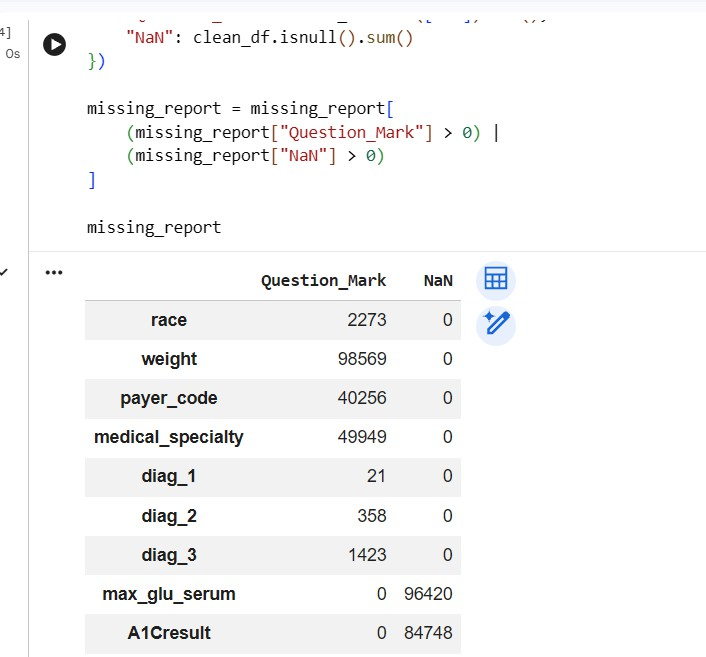 4]
0s
"NaN": clean_df.isnull().sum()
})
missing_report = missing_report[
(missing_report["Question_Mark"] > 0) |
(missing_report["NaN"] > 0)
]
missing_report
Question_Mark NaN
race 2273 0
weight 98569 0
payer_code 40256 0
medical_specialty 49949 0
diag_1 21 0
diag_2 358 0
diag_3 1423 0
max_glu_serum 0 96420
A1Cresult 0 84748